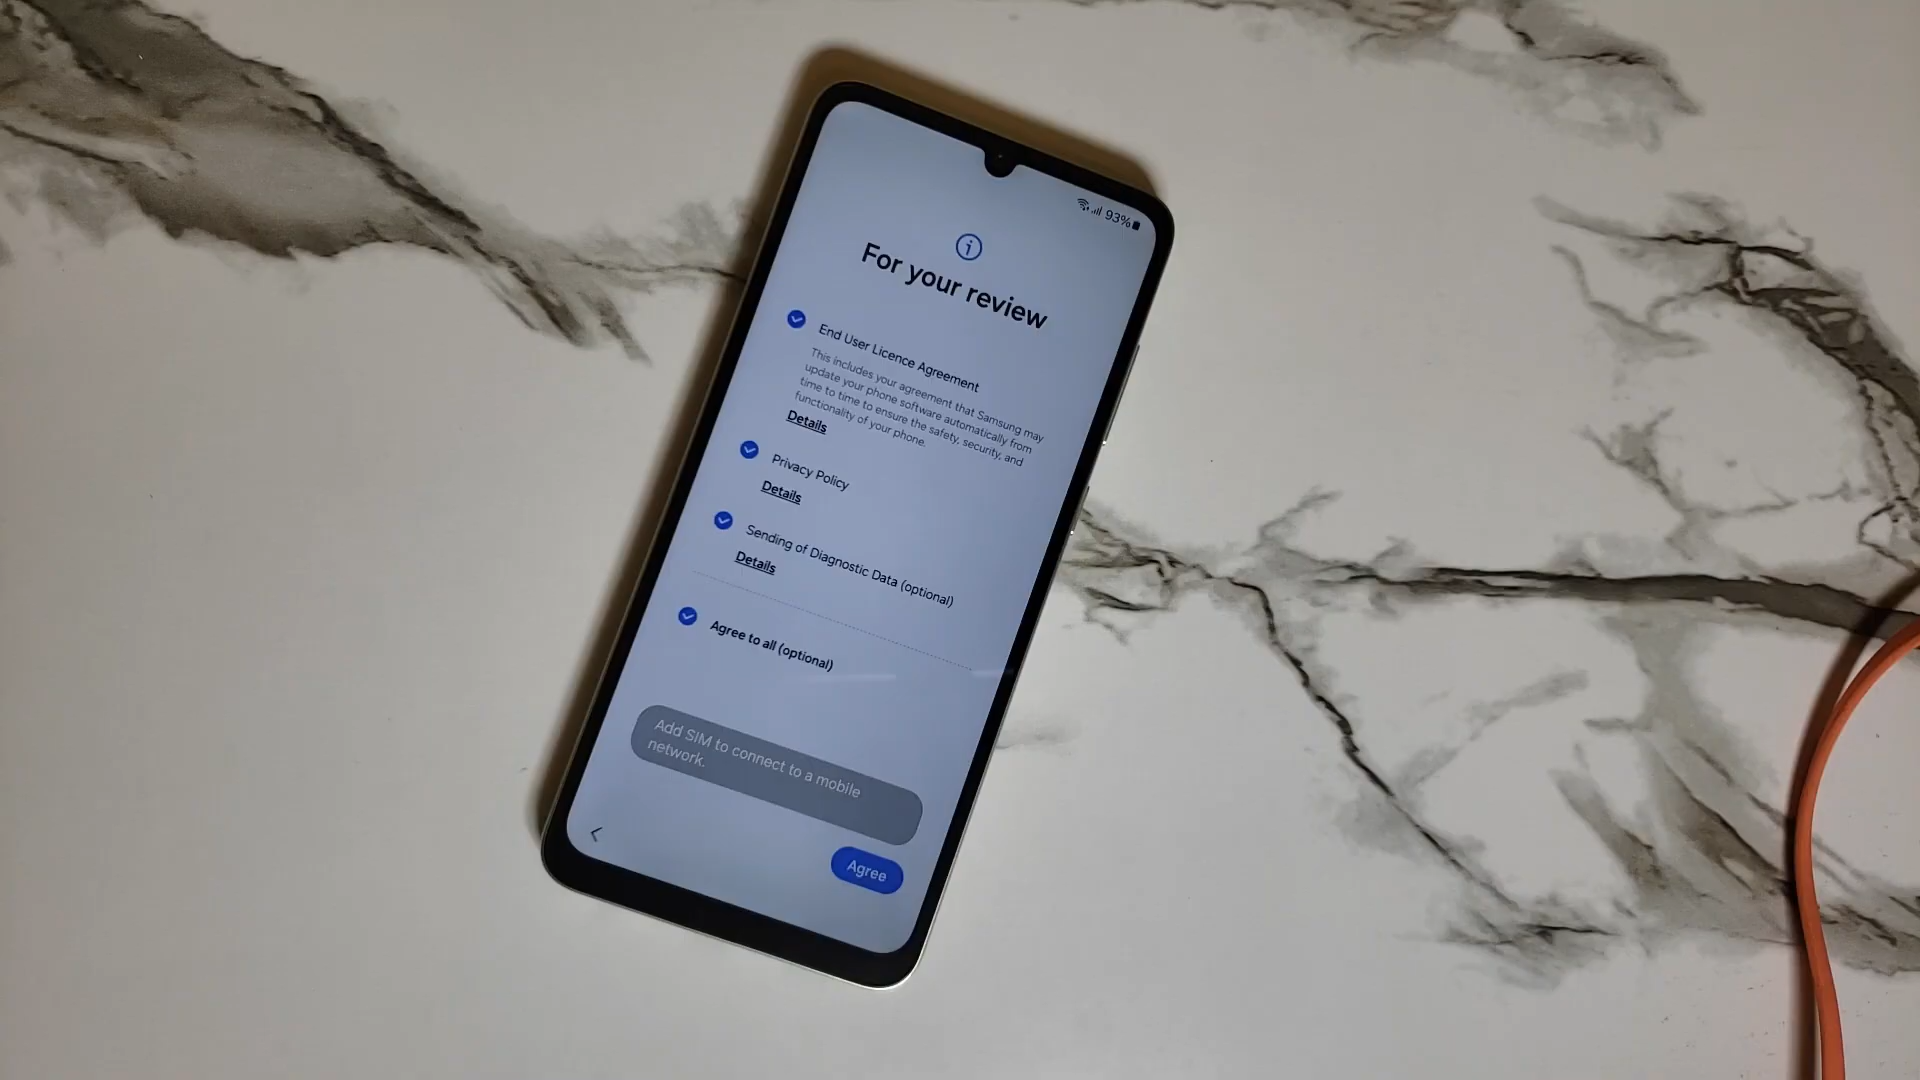 93%
For your review
End User Licence Agreement
This includes your agreement that Samsung may
update your phone software automatically from
time to time to ensure the safety, security, and
functionality of your phone.
Details
Privacy Policy
Details
Sending of Diagnostic Data (optional)
Details
Agree to all (optional)
Add SIM to connect to a mobile
network.
Agree